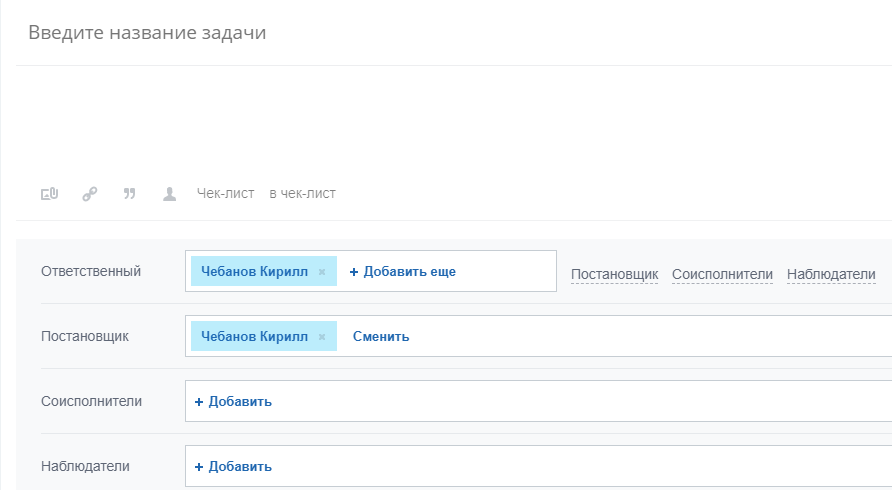 Введите название задачи
Чек-лист в чек-лист
Ответственный Чебанов Кирилл × + Добавить еще Постановщик Соисполнители Наблюдатели
Постановщик Чебанов Кирилл × Сменить
Соисполнители + Добавить
Наблюдатели + Добавить